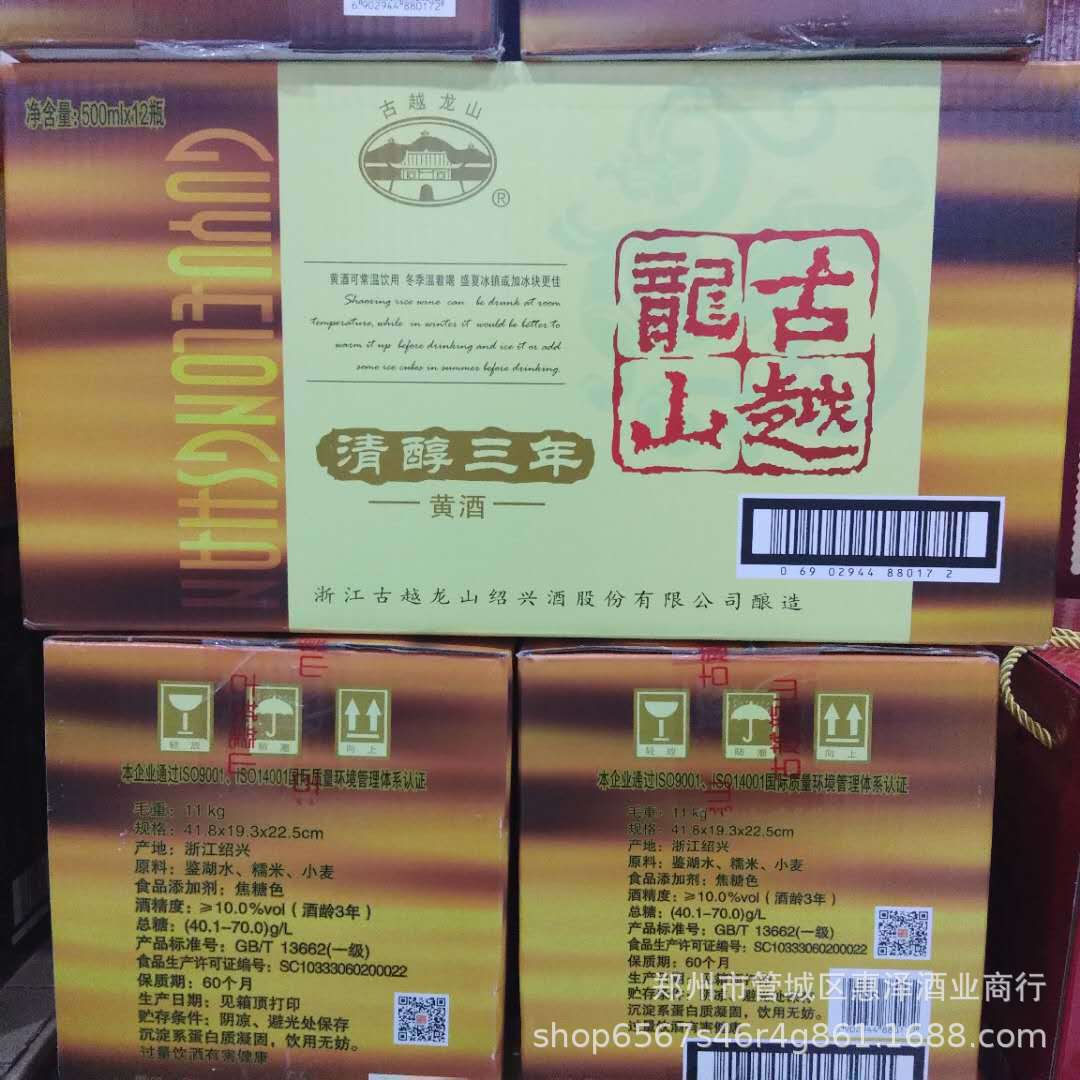 6902944880172
净含量:500mlx12瓶
GUYUELONGSHAN
古越龙山
®
黄酒可常温饮用 冬季温着喝 盛夏冰镇或加冰块更佳
Shaoxing rice wine can be drunk at room
temperature, while in winter it would be better to
warm it up before drinking and ice it or add
some ice cubes in summer before drinking.
古越
龍山
清醇三年
黄酒
0 69 02944 88017 2
浙江古越龙山绍兴酒股份有限公司酿造
轻放 向上
本企业通过ISO9001、ISO14001国际质量环境管理体系认证
毛重：11kg
规格：41.8x19.3x22.5cm
产地：浙江绍兴
原料：鉴湖水、糯米、小麦
食品添加剂：焦糖色
酒精度：≥10.0%vol（酒龄3年）
总糖：(40.1-70.0)g/L
产品标准号：GB/T 13662(一级)
食品生产许可证编号：SC10333060200022
保质期：60个月
生产日期：见箱顶打印
贮存条件：阴凉、避光处保存
沉淀系蛋白质凝固，饮用无妨。
过量饮酒有害健康
轻放 随潮 向上
本企业通过ISO9001、ISO14001国际质量环境管理体系认证
毛重：11kg
规格：41.8x19.3x22.5cm
产地：浙江绍兴
原料：鉴湖水、糯米、小麦
食品添加剂：焦糖色
酒精度：≥10.0%vol（酒龄3年）
总糖：(40.1-70.0)g/L
产品标准号：GB/T 13662(一级)
食品生产许可证编号：SC10333060200022
保质期：60个月
郑州市管城区惠泽酒业商行
shop6567s46r4g861.1688.com